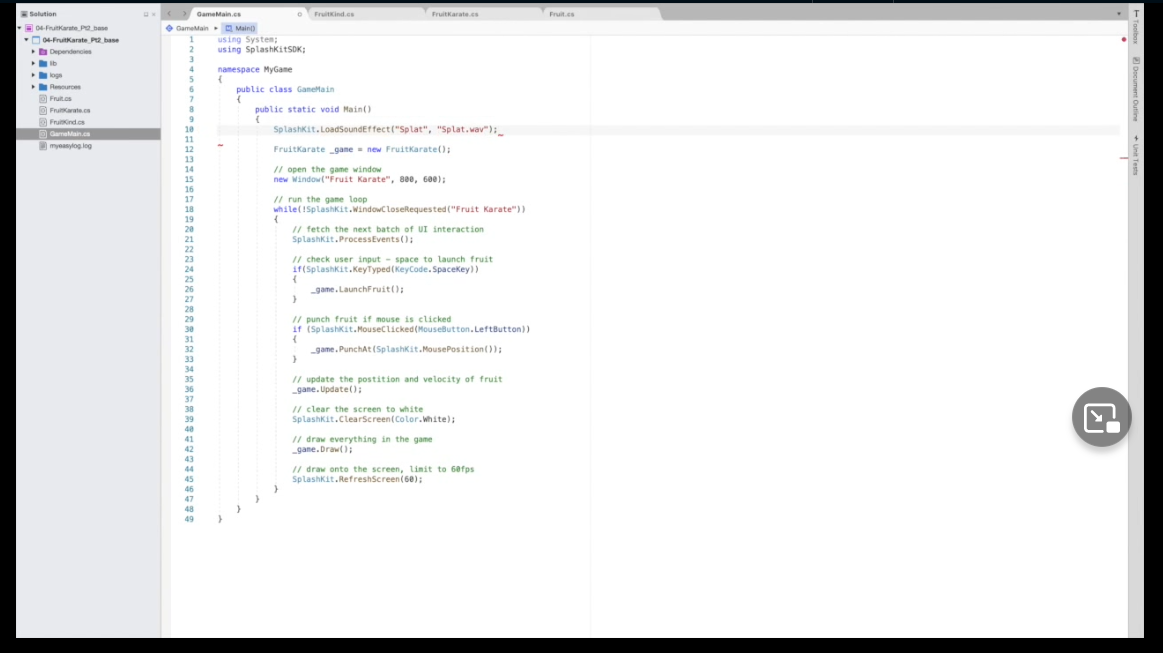 Solution
04-FruitKarate_Pt2_base
04-FruitKarate_Pt2_base
Dependencies
lib
logs
Resources
Fruit.cs
FruitKarate.cs
FruitKind.cs
GameMain.cs
myeasylog.log
GameMain.cs
FruitKind.cs
FruitKarate.cs
Fruit.cs
GameMain
Main()
1 using System;
2 using SplashKitSDK;
3
4 namespace MyGame
5 {
6 public class GameMain
7 {
8 public static void Main()
9 {
10 SplashKit.LoadSoundEffect("Splat", "Splat.wav");
11
12 FruitKarate _game = new FruitKarate();
13
14 // open the game window
15 new Window("Fruit Karate", 800, 600);
16
17 // run the game loop
18 while(!SplashKit.WindowCloseRequested("Fruit Karate"))
19 {
20 // fetch the next batch of UI interaction
21 SplashKit.ProcessEvents();
22
23 // check user input - space to launch fruit
24 if(SplashKit.KeyTyped(KeyCode.SpaceKey))
25 {
26 _game.LaunchFruit();
27 }
28
29 // punch fruit if mouse is clicked
30 if (SplashKit.MouseClicked(MouseButton.LeftButton))
31 {
32 _game.PunchAt(SplashKit.MousePosition());
33 }
34
35 // update the postition and velocity of fruit
36 _game.Update();
37
38 // clear the screen to white
39 SplashKit.ClearScreen(Color.White);
40
41 // draw everything in the game
42 _game.Draw();
43
44 // draw onto the screen, limit to 60fps
45 SplashKit.RefreshScreen(60);
46 }
47 }
48 }
49 }
Toolbox
Document Outline
Unit Tests